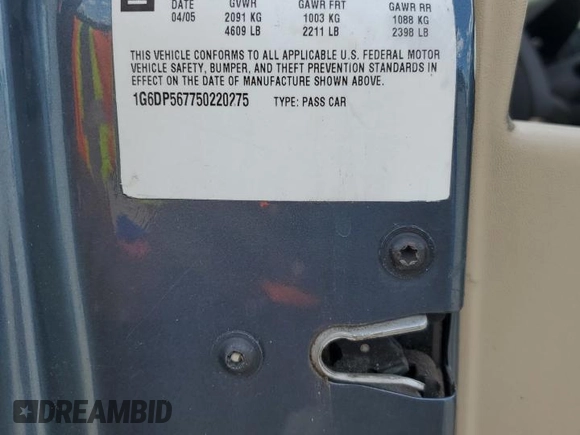 DATE GVWR GAWR FRT GAWR RR
04/05 2091 KG 1003 KG 1088 KG
4609 LB 2211 LB 2398 LB
THIS VEHICLE CONFORMS TO ALL APPLICABLE U.S. FEDERAL MOTOR
VEHICLE SAFETY, BUMPER, AND THEFT PREVENTION STANDARDS IN
EFFECT ON THE DATE OF MANUFACTURE SHOWN ABOVE.
1G6DP567750220275 TYPE: PASS CAR
DREAMBID